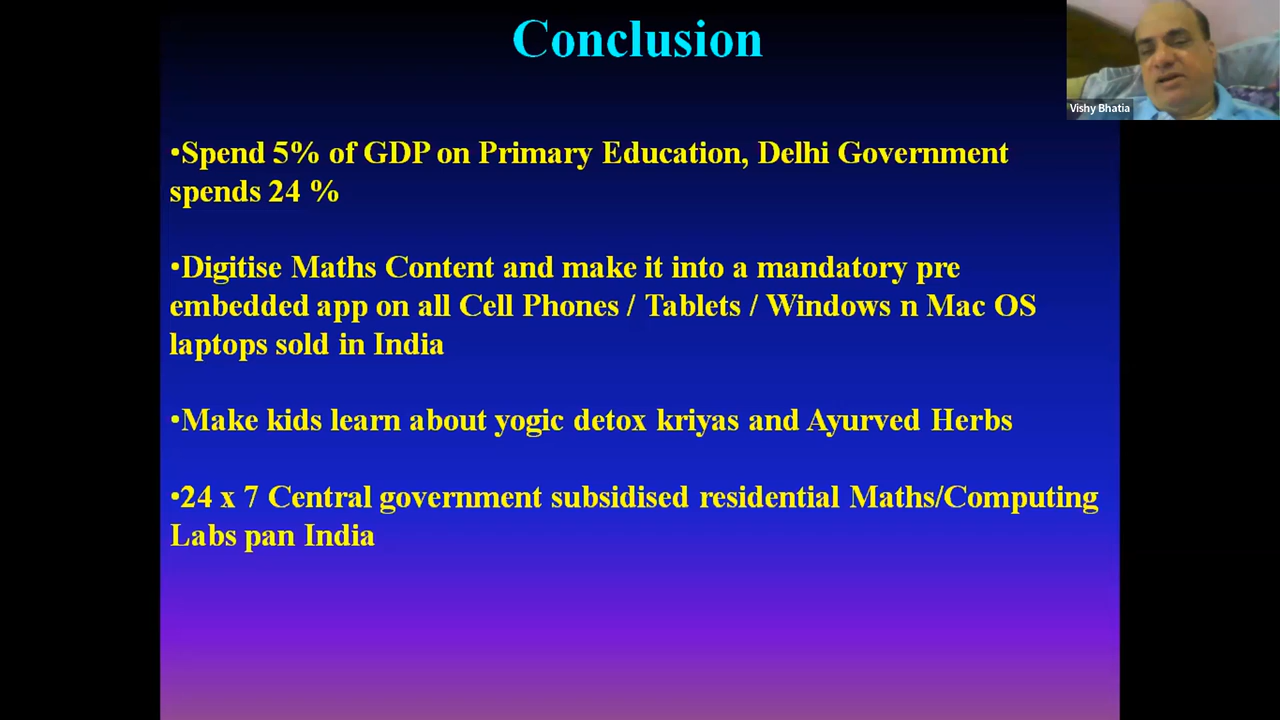 Conclusion
Vishy Bhatia
•Spend 5% of GDP on Primary Education, Delhi Government
spends 24 %
•Digitise Maths Content and make it into a mandatory pre
embedded app on all Cell Phones / Tablets / Windows n Mac OS
laptops sold in India
•Make kids learn about yogic detox kriyas and Ayurved Herbs
•24 x 7 Central government subsidised residential Maths/Computing
Labs pan India